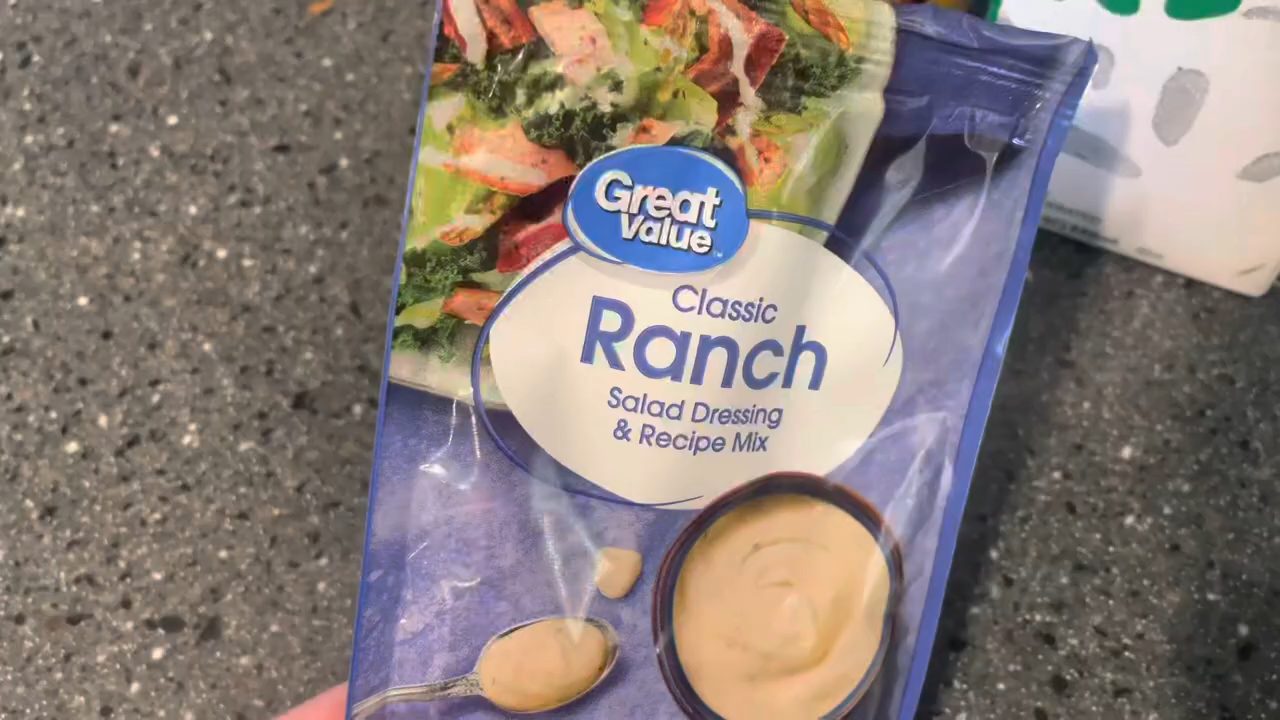 Great
Value
Classic
Ranch
Salad Dressing
& Recipe Mix